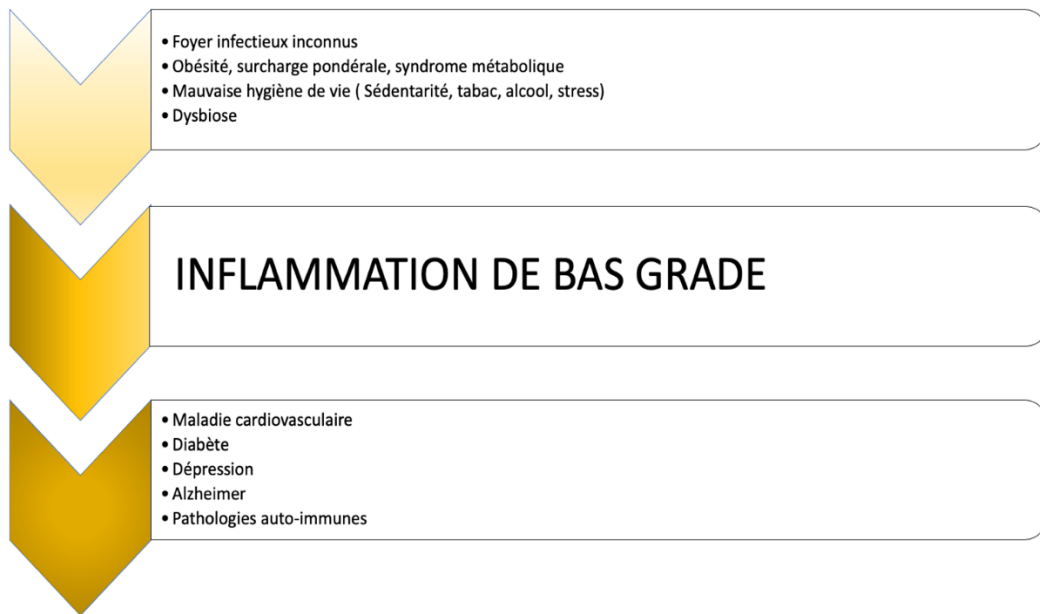 • Foyer infectieux inconnus
• Obésité, surcharge pondérale, syndrome métabolique
• Mauvaise hygiène de vie ( Sédentarité, tabac, alcool, stress)
• Dysbiose
INFLAMMATION DE BAS GRADE
• Maladie cardiovasculaire
• Diabète
• Dépression
• Alzheimer
• Pathologies auto-immunes